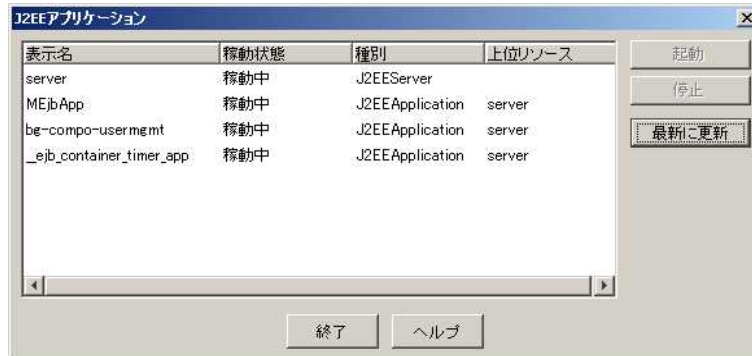 J2EEアプリケーション
表示名 稼動状態 種別 上位リソース
server 稼動中 J2EEServer
MEjbApp 稼動中 J2EEApplication server
bg-compo-usermgmt 稼動中 J2EEApplication server
_ejb_container_timer_app 稼動中 J2EEApplication server
起動
停止
最新に更新
終了 ヘルプ